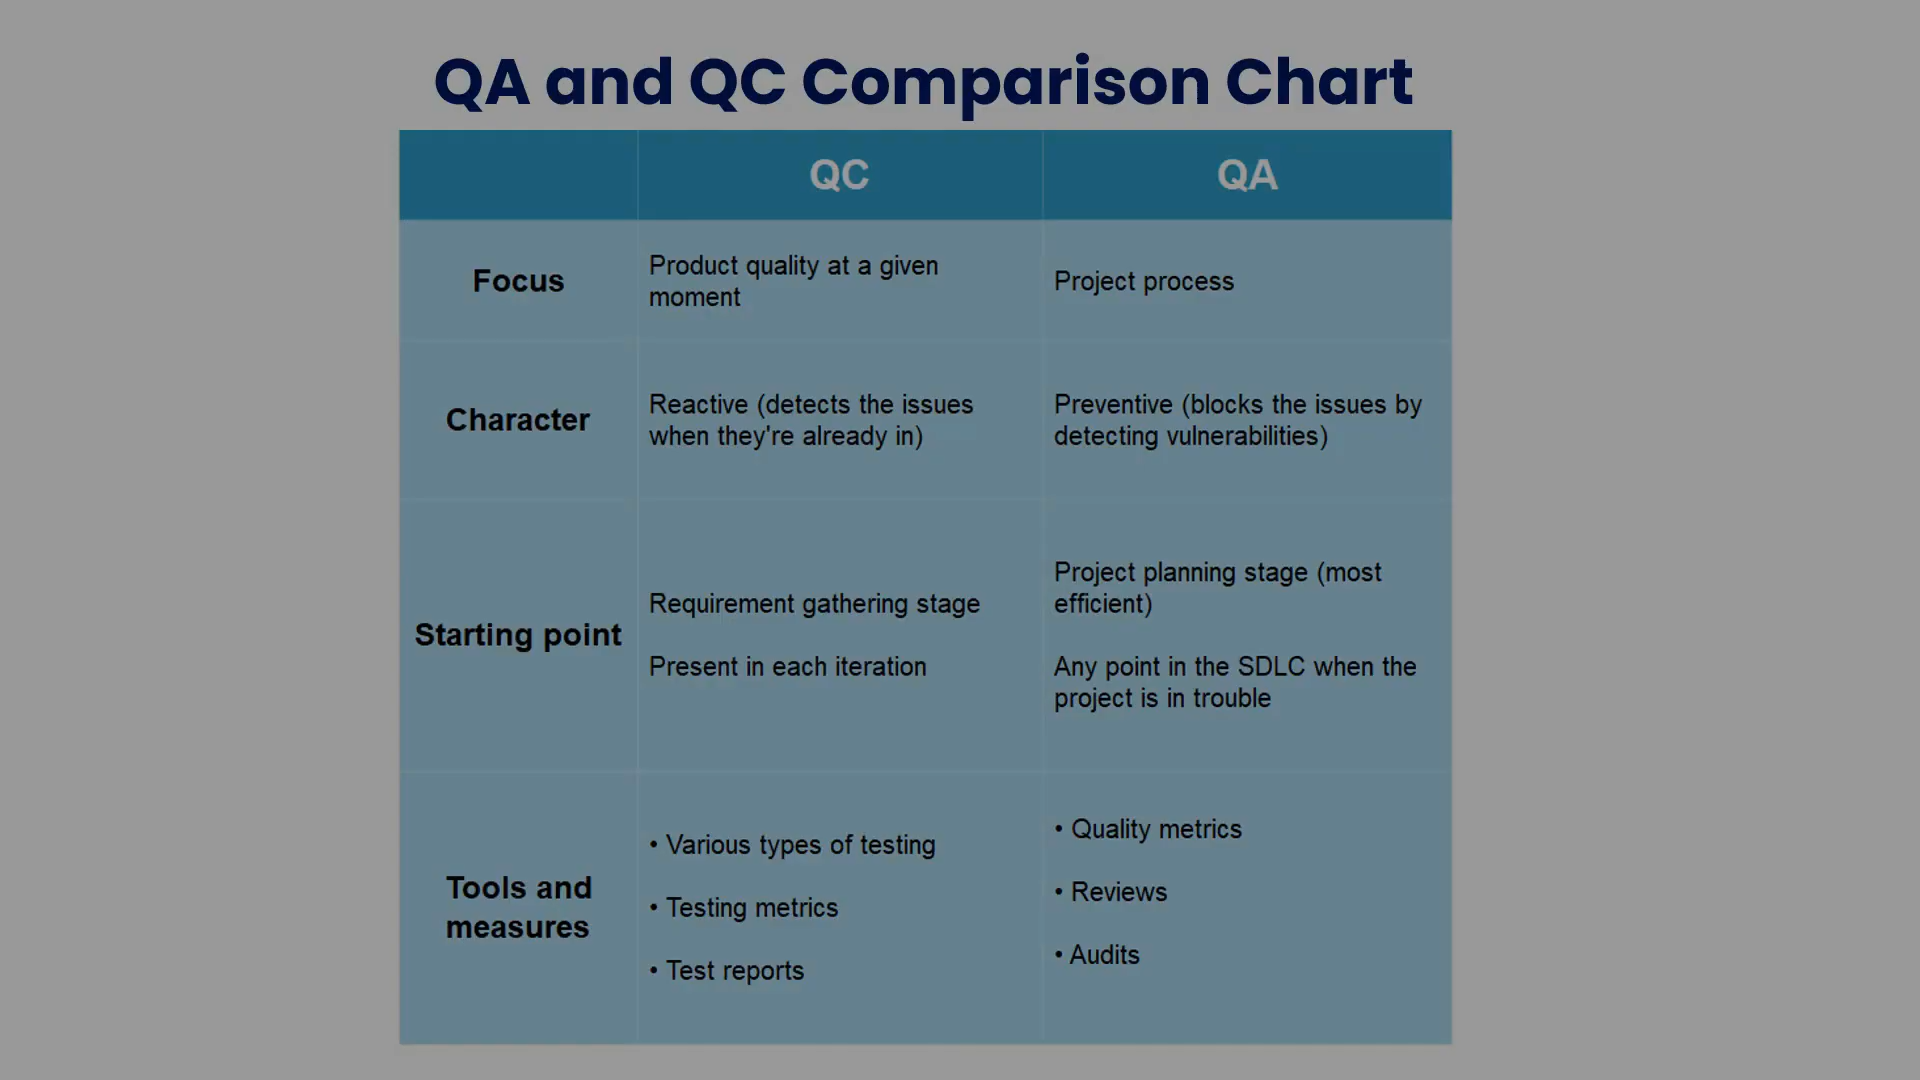 QA and QC Comparison Chart
QC
QA
Focus
Product quality at a given
moment
Project process
Character
Reactive (detects the issues
when they're already in)
Preventive (blocks the issues by
detecting vulnerabilities)
Starting point
Requirement gathering stage
Present in each iteration
Project planning stage (most
efficient)
Any point in the SDLC when the
project is in trouble
Tools and
measures
• Various types of testing
• Testing metrics
• Test reports
• Quality metrics
• Reviews
• Audits